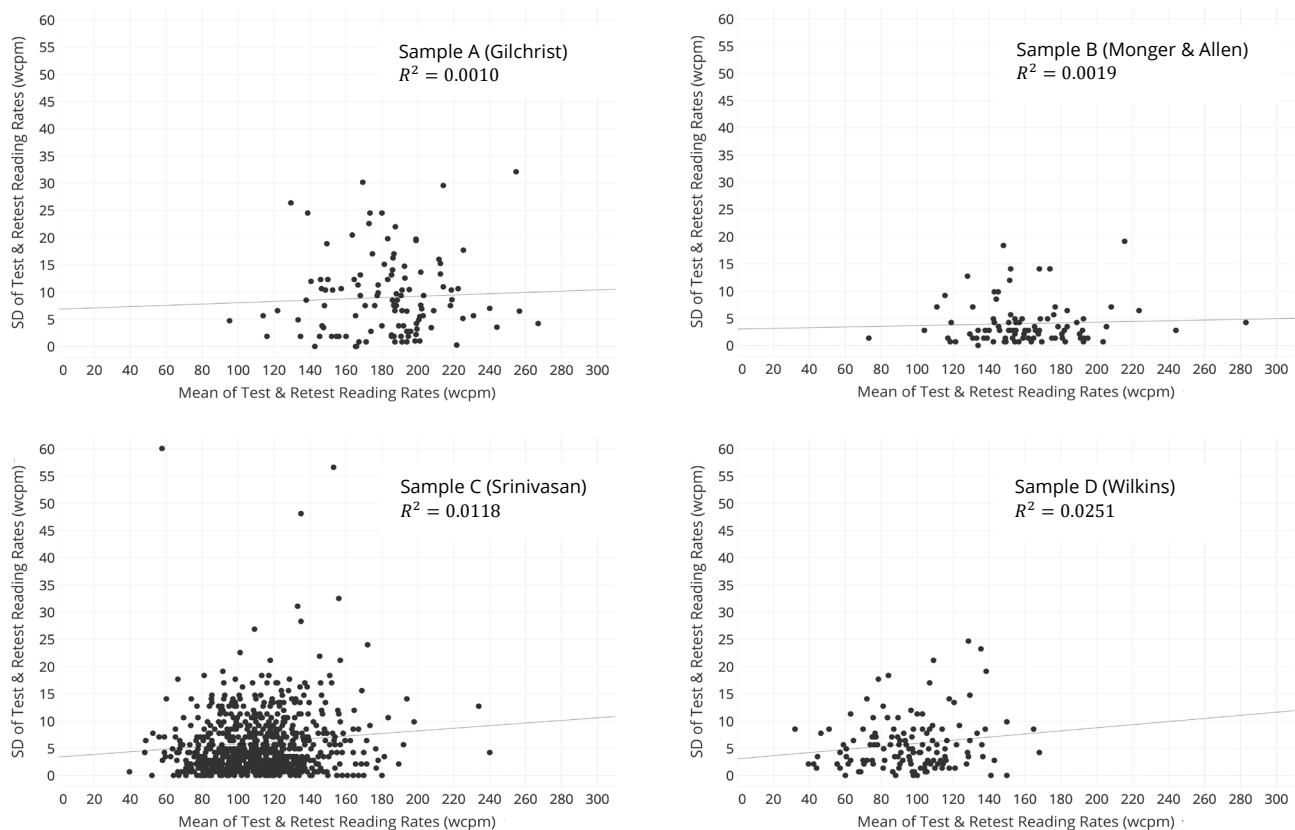 Sample A (Gilchrist)
R² = 0.0010
SD of Test & Retest Reading Rates (wcpm)
60
55
50
45
40
35
30
25
20
15
10
5
0
0 20 40 60 80 100 120 140 160 180 200 220 240 260 280 300
Mean of Test & Retest Reading Rates (wcpm)
Sample B (Monger & Allen)
R² = 0.0019
SD of Test & Retest Reading Rates (wcpm)
60
55
50
45
40
35
30
25
20
15
10
5
0
0 20 40 60 80 100 120 140 160 180 200 220 240 260 280 300
Mean of Test & Retest Reading Rates (wcpm)
Sample C (Srinivasan)
R² = 0.0118
SD of Test & Retest Reading Rates (wcpm)
60
55
50
45
40
35
30
25
20
15
10
5
0
0 20 40 60 80 100 120 140 160 180 200 220 240 260 280 300
Mean of Test & Retest Reading Rates (wcpm)
Sample D (Wilkins)
R² = 0.0251
SD of Test & Retest Reading Rates (wcpm)
60
55
50
45
40
35
30
25
20
15
10
5
0
0 20 40 60 80 100 120 140 160 180 200 220 240 260 280 300
Mean of Test & Retest Reading Rates (wcpm)